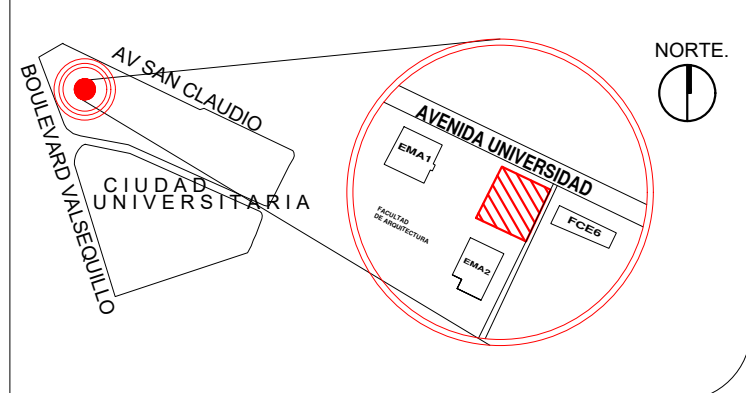 NORTE.
AV SAN CLAUDIO
BOULEVARD VALSEQUILLO
CIUDAD
UNIVERSITARIA
AVENIDA UNIVERSIDAD
EMA1
FACULTAD
DE ARQUITECTURA
FCE6
EMA2